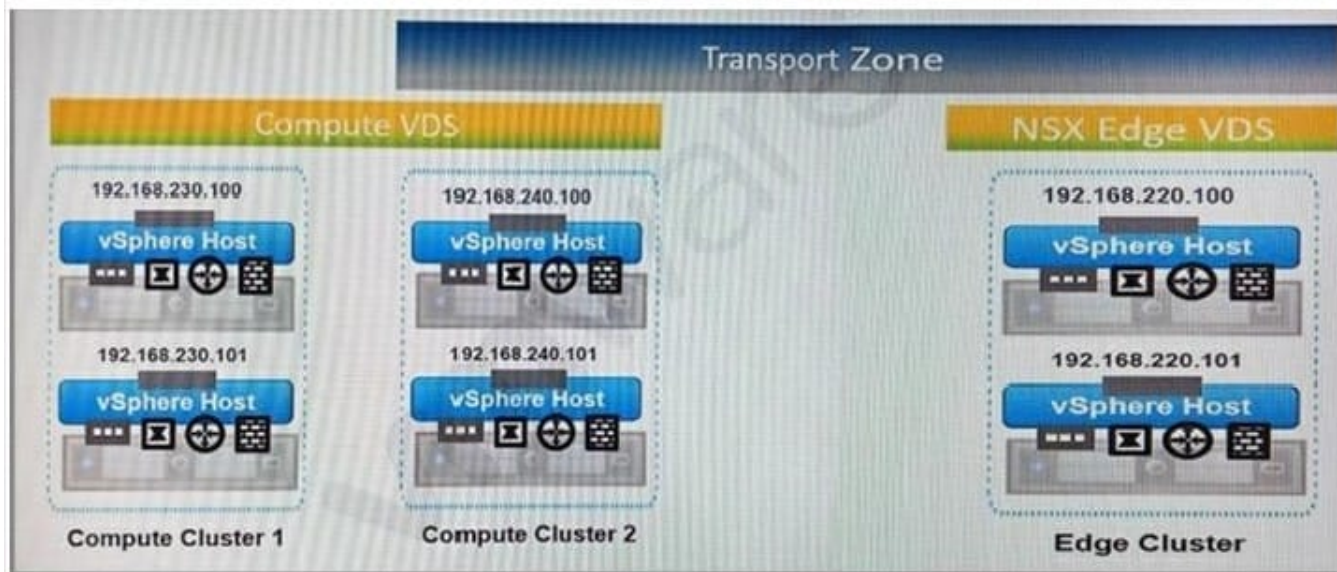 Transport Zone
Compute VDS
NSX Edge VDS
192.168.230.100
192.168.240.100
192.168.220.100
vSphere Host
vSphere Host
vSphere Host
192.168.230.101
192.168.240.101
192.168.220.101
vSphere Host
vSphere Host
vSphere Host
Compute Cluster 1
Compute Cluster 2
Edge Cluster